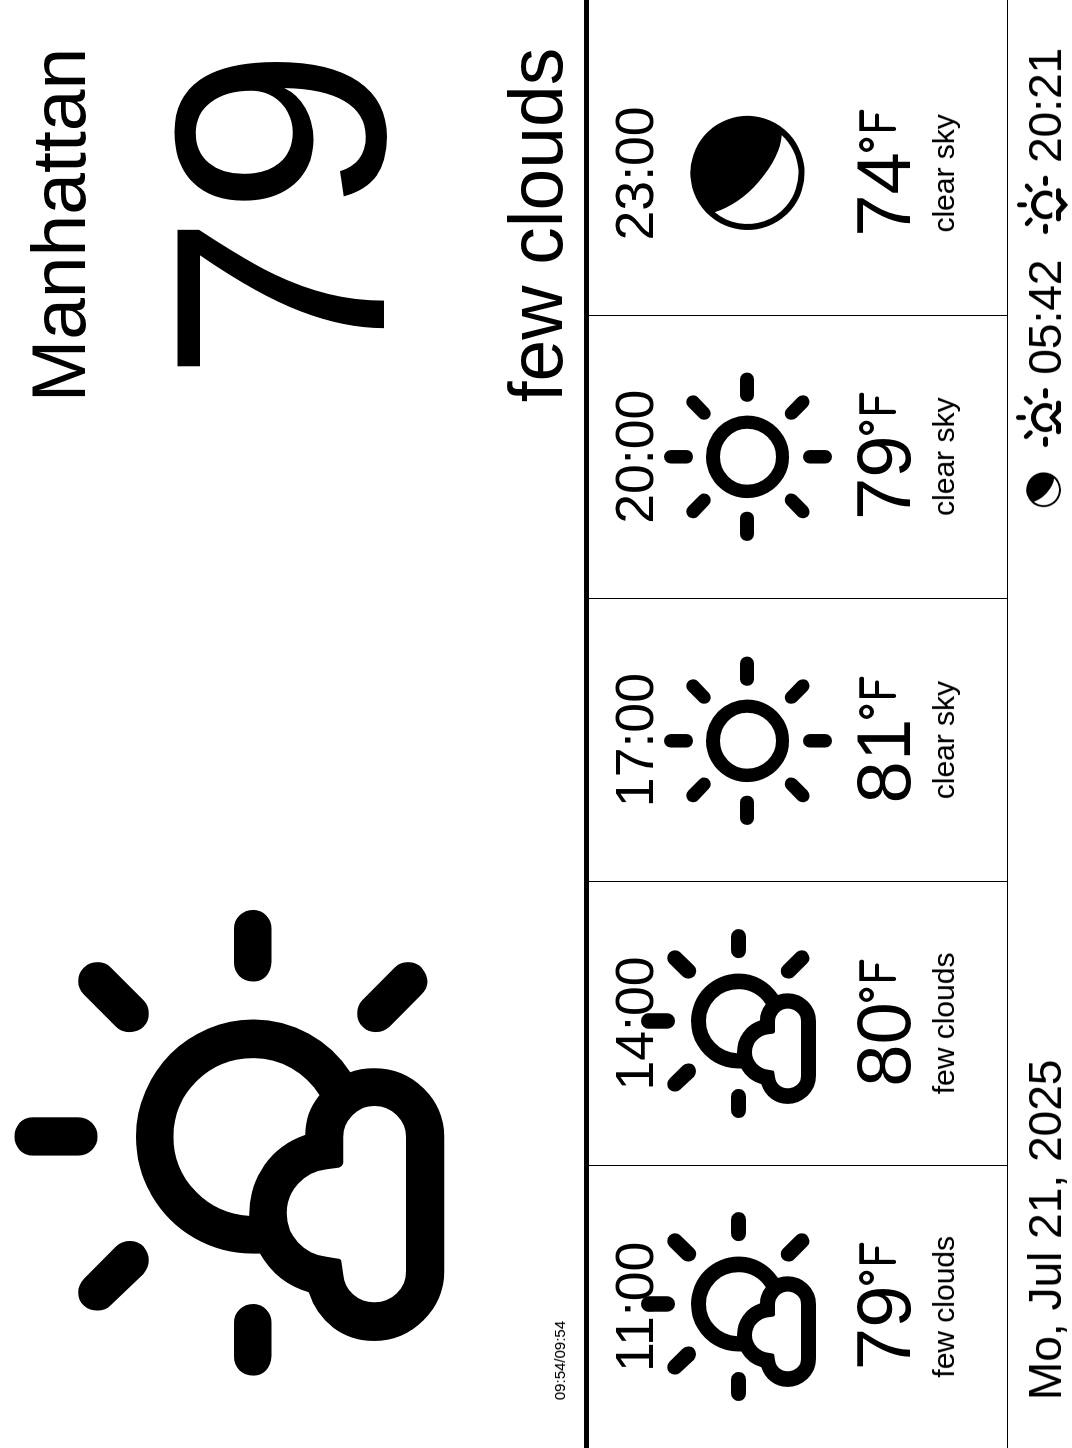 Manhattan
79
few clouds
09:54/09:54
11:00 14:00 17:00 20:00 23:00
79°F 80°F 81°F 79°F 74°F
few clouds few clouds clear sky clear sky clear sky
Mo, Jul 21, 2025 05:42 20:21